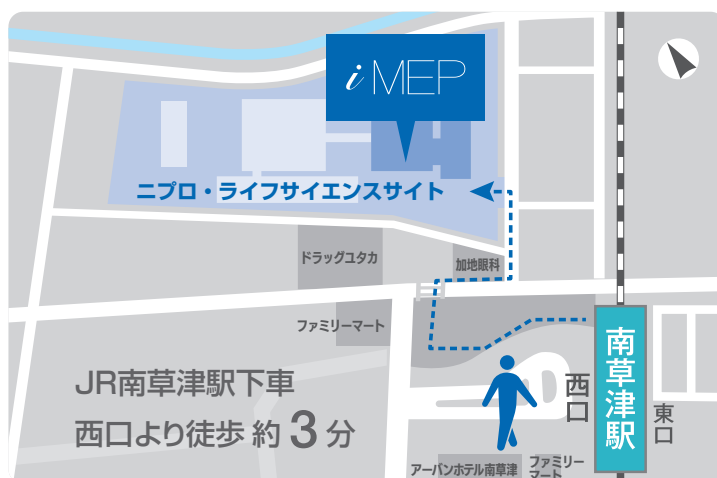 i MEP
ニプロ・ライフサイエンスサイト
ドラッグユタカ
加地眼科
ファミリーマート
JR南草津駅下車
西口より徒歩 約 3 分
西口
南草津駅
東口
アーバンホテル南草津
ファミリー
マート